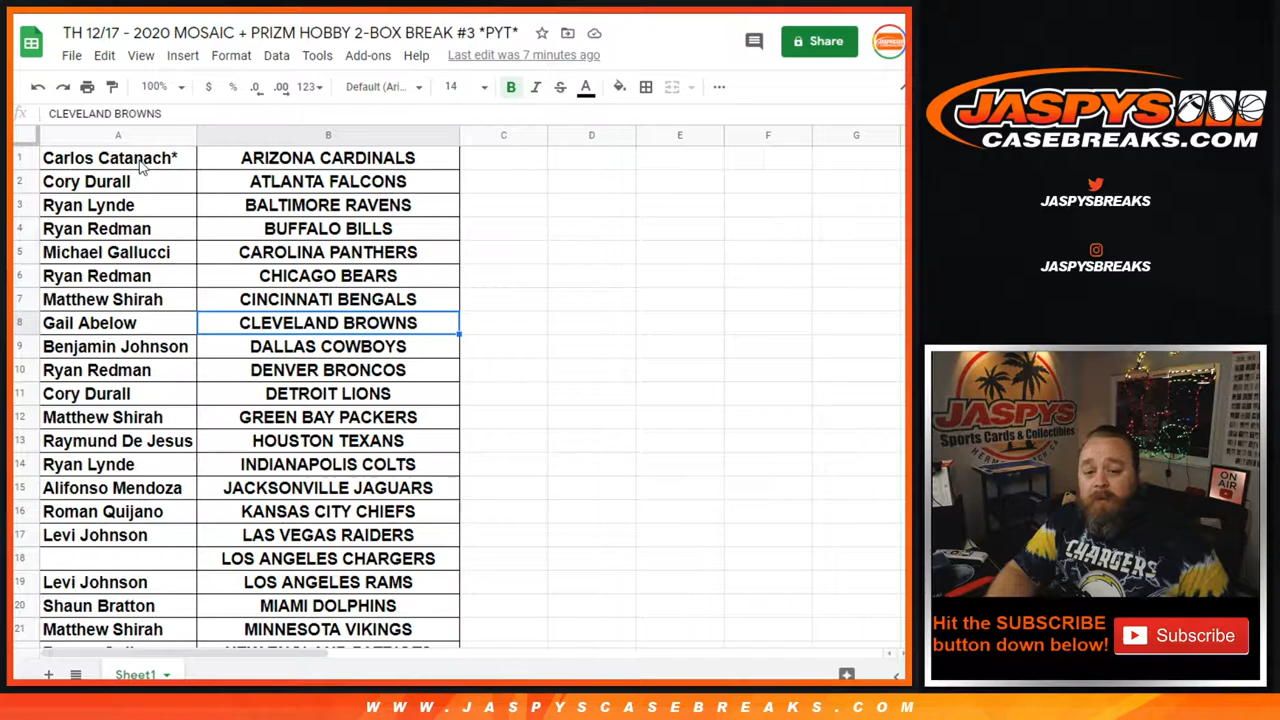 TH 12/17 - 2020 MOSAIC + PRIZM HOBBY 2-BOX BREAK #3 *PYT*
File Edit View Insert Format Data Tools Add-ons Help Last edit was 7 minutes ago
Share
100% $ % .0 .00 123 Default (Ari... 14 B I S A
fx CLEVELAND BROWNS
A B C D E F G
1 Carlos Catanach* ARIZONA CARDINALS
2 Cory Durall ATLANTA FALCONS
3 Ryan Lynde BALTIMORE RAVENS
4 Ryan Redman BUFFALO BILLS
5 Michael Gallucci CAROLINA PANTHERS
6 Ryan Redman CHICAGO BEARS
7 Matthew Shirah CINCINNATI BENGALS
8 Gail Abelow CLEVELAND BROWNS
9 Benjamin Johnson DALLAS COWBOYS
10 Ryan Redman DENVER BRONCOS
11 Cory Durall DETROIT LIONS
12 Matthew Shirah GREEN BAY PACKERS
13 Raymund De Jesus HOUSTON TEXANS
14 Ryan Lynde INDIANAPOLIS COLTS
15 Alifonso Mendoza JACKSONVILLE JAGUARS
16 Roman Quijano KANSAS CITY CHIEFS
17 Levi Johnson LAS VEGAS RAIDERS
18 LOS ANGELES CHARGERS
19 Levi Johnson LOS ANGELES RAMS
20 Shaun Bratton MIAMI DOLPHINS
21 Matthew Shirah MINNESOTA VIKINGS
Sheet1
JASPYS
CASEBREAKS.COM
JASPYSBREAKS
JASPYSBREAKS
JASPYS
Sports Cards & Collectibles
ON AIR
CHARGERS
Hit the SUBSCRIBE
button down below!
Subscribe
WWW.JASPYSCASEBREAKS.COM